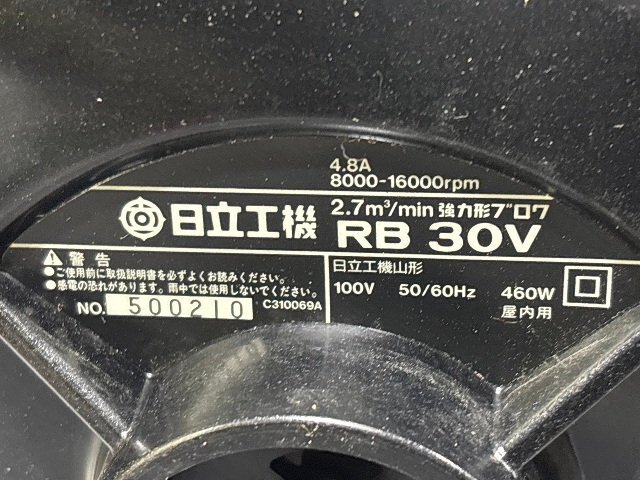 4.8A
8000-16000rpm
日立工機
2.7m³/min 強力形ブロワ
RB 30V
警告
●ご使用前に取扱説明書を必ずよくお読みください。
●感電の恐れがあります。雨中では使用しないでください。
NO. 500210 C310069A
日立工機山形
100V 50/60Hz 460W
屋内用